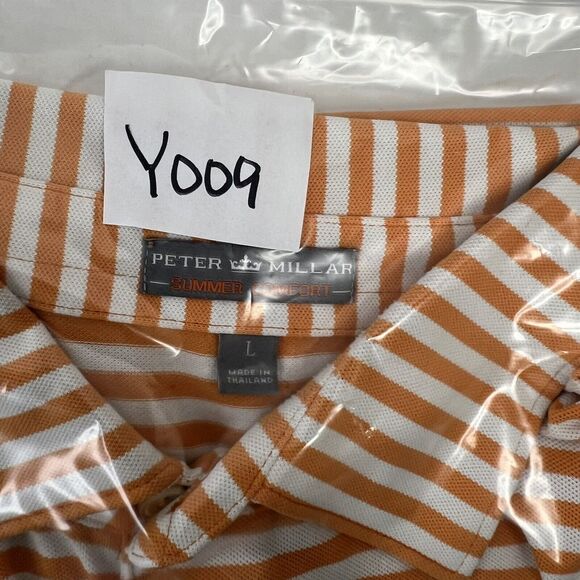 Y009
PETER MILLAR
SUMMER COMFORT
L
MADE IN
THAILAND